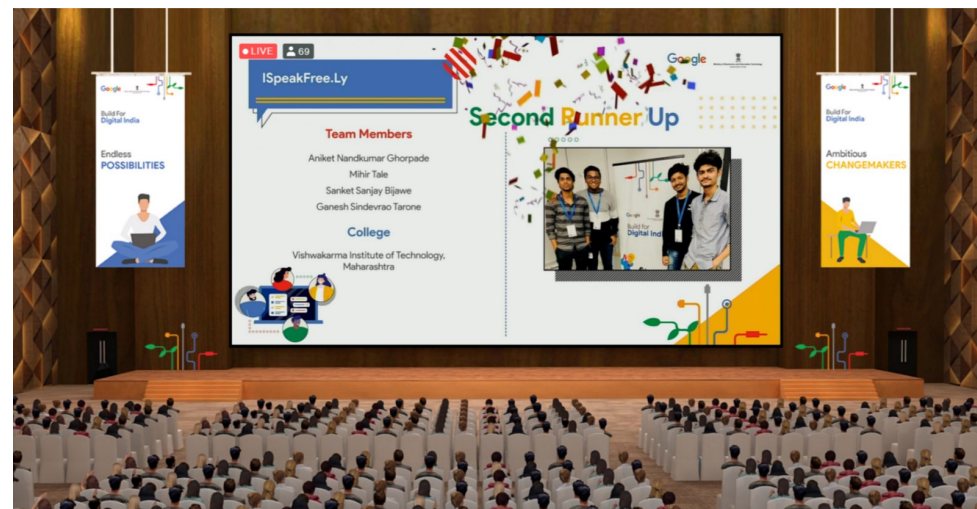 LIVE 69
ISpeakFree.Ly
Team Members
Aniket Nandkumar Ghorpade
Mihir Tale
Sanket Sanjay Bijawe
Ganesh Sindevrao Tarone
College
Vishwakarma Institute of Technology,
Maharashtra
Google
Second Runner Up
Google
Build for
Digital Indi
Google
Build For
Digital India
Endless
POSSIBILITIES
Google
Build For
Digital India
Ambitious
CHANGEMAKERS